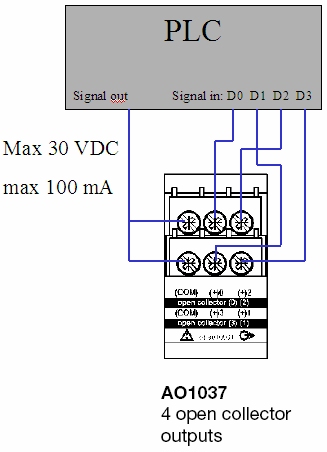 PLC
Signal out Signal in: D0 D1 D2 D3
Max 30 VDC
max 100 mA
(COM) (+)0 (+)2
open collector (0) (2)
(COM) (+)3 (+)1
open collector (3) (1)
AO1037
4 open collector
outputs